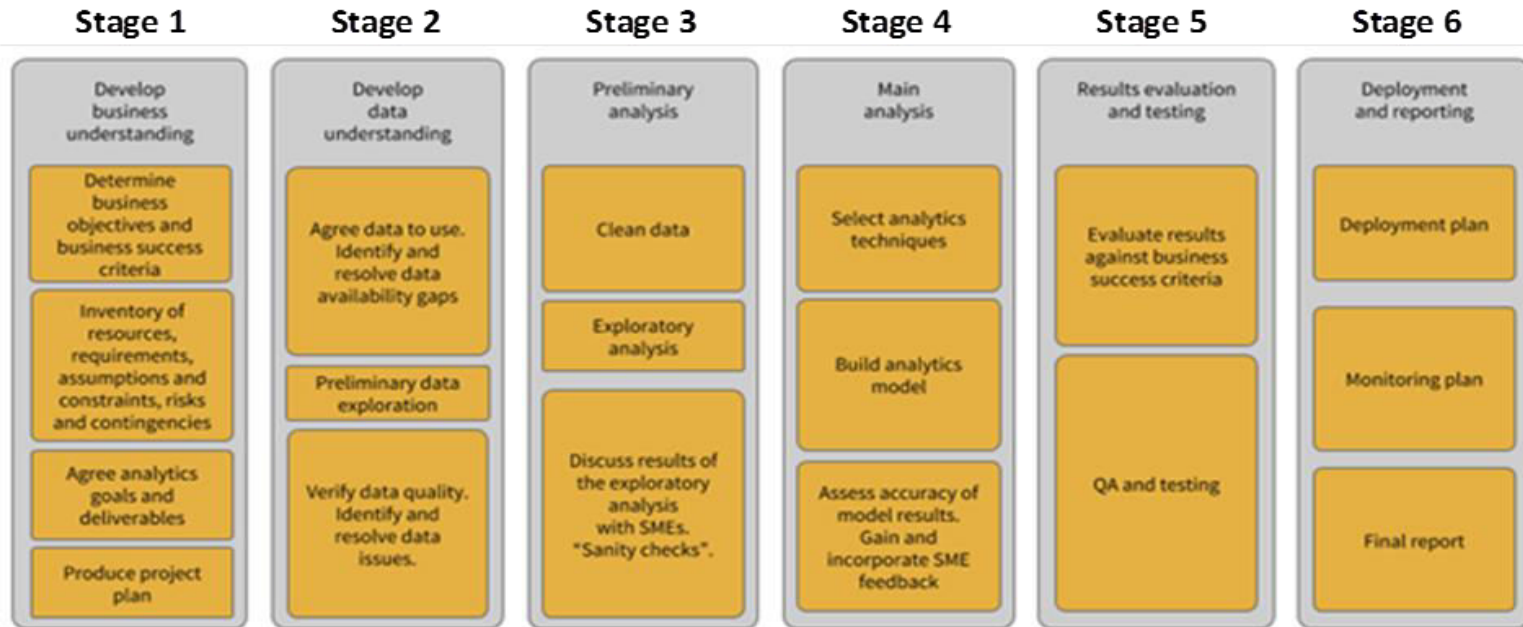 Stage 1
Stage 2
Stage 3
Stage 4
Stage 5
Stage 6
Develop
business
understanding
Determine
business
objectives and
business success
criteria
Inventory of
resources,
requirements,
assumptions and
constraints, risks
and contingencies
Agree analytics
goals and
deliverables
Produce project
plan
Develop
data
understanding
Agree data to use.
Identify and
resolve data
availability gaps
Preliminary data
exploration
Verify data quality.
Identify and
resolve data
issues.
Preliminary
analysis
Clean data
Exploratory
analysis
Discuss results of
the exploratory
analysis
with SMEs.
"Sanity checks".
Main
analysis
Select analytics
techniques
Build analytics
model
Assess accuracy of
model results.
Gain and
incorporate SME
feedback
Results evaluation
and testing
Evaluate results
against business
success criteria
QA and testing
Deployment
and reporting
Deployment plan
Monitoring plan
Final report